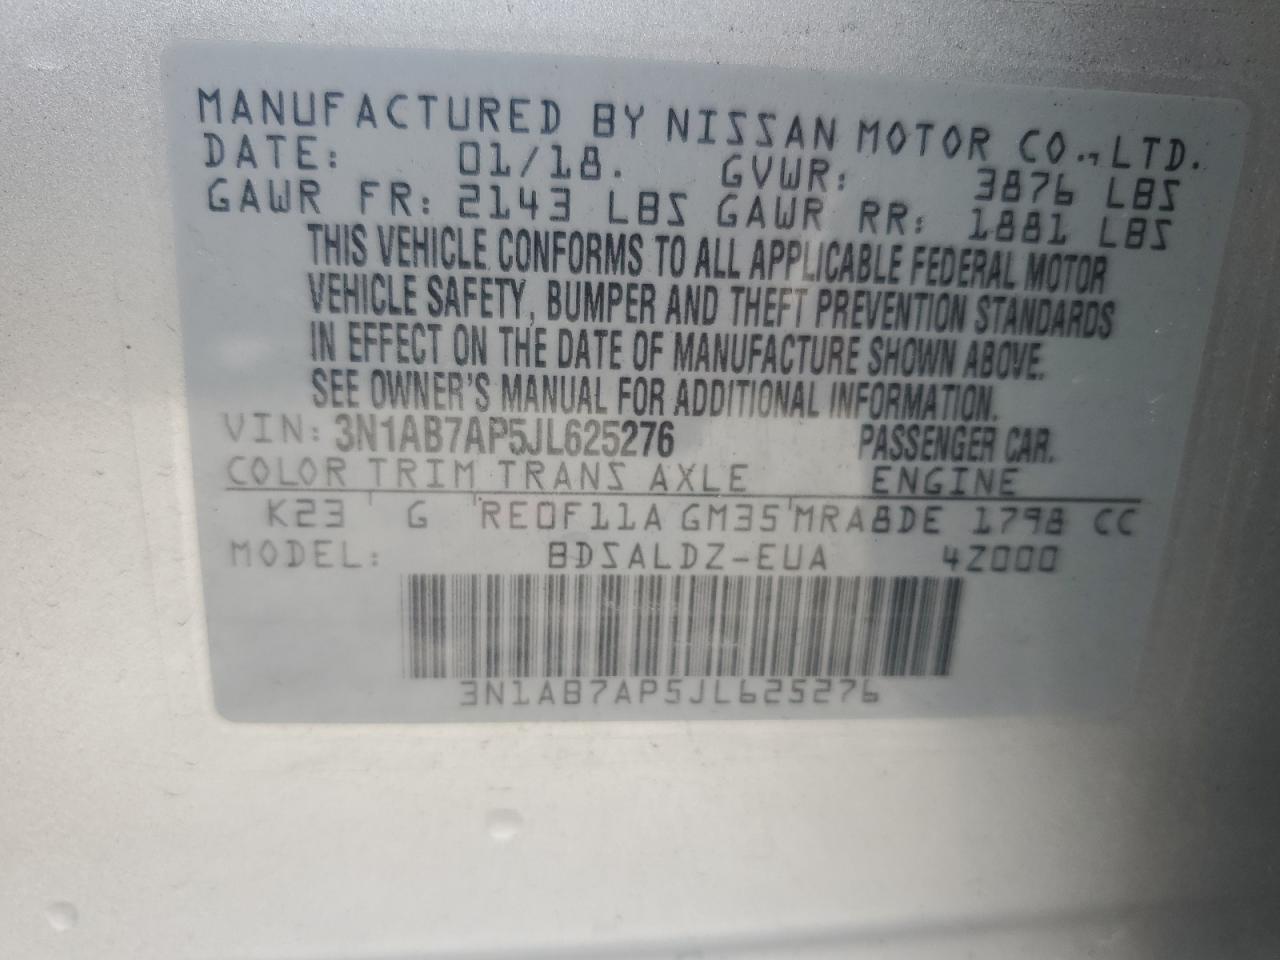 MANUFACTURED BY NISSAN MOTOR CO., LTD.
DATE: 01/18. GVWR: 3876 LBS
GAWR FR: 2143 LBS GAWR RR: 1881 LBS
THIS VEHICLE CONFORMS TO ALL APPLICABLE FEDERAL MOTOR
VEHICLE SAFETY, BUMPER AND THEFT PREVENTION STANDARDS
IN EFFECT ON THE DATE OF MANUFACTURE SHOWN ABOVE.
SEE OWNER'S MANUAL FOR ADDITIONAL INFORMATION.
VIN: 3N1AB7AP5JL625276 PASSENGER CAR.
COLOR TRIM TRANS AXLE ENGINE
K23 G RE0F11A GM35 MRA8DE 1798 CC
MODEL: BDSALDZ-EUA 4Z000
3N1AB7AP5JL625276